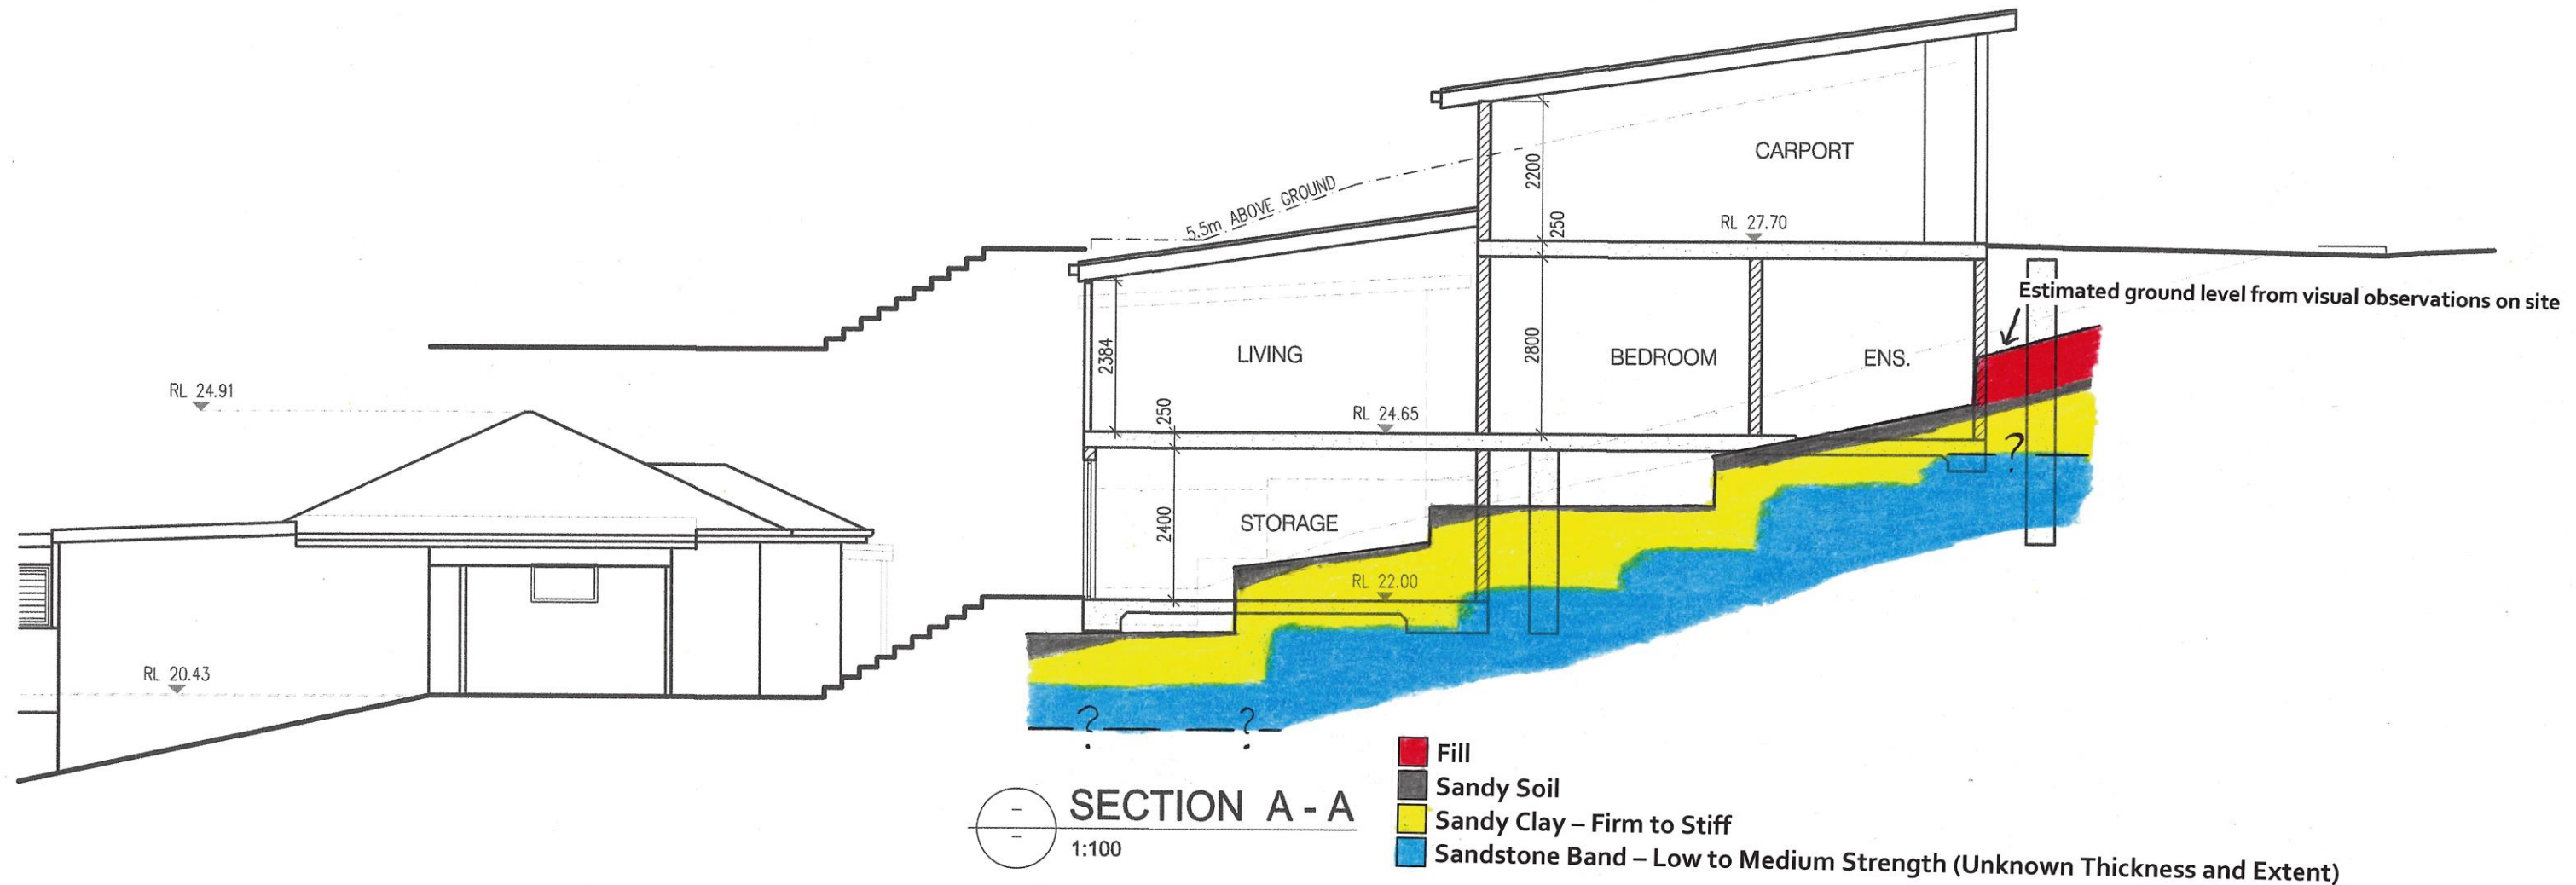 CARPORT
2200
5.5m ABOVE GROUND
250
RL 27.70
Estimated ground level from visual observations on site
2384
LIVING
2800
BEDROOM
ENS.
RL 24.91
250
RL 24.65
STORAGE
2400
RL 22.00
?
RL 20.43
? ?
SECTION A - A
1:100
Fill
Sandy Soil
Sandy Clay – Firm to Stiff
Sandstone Band – Low to Medium Strength (Unknown Thickness and Extent)